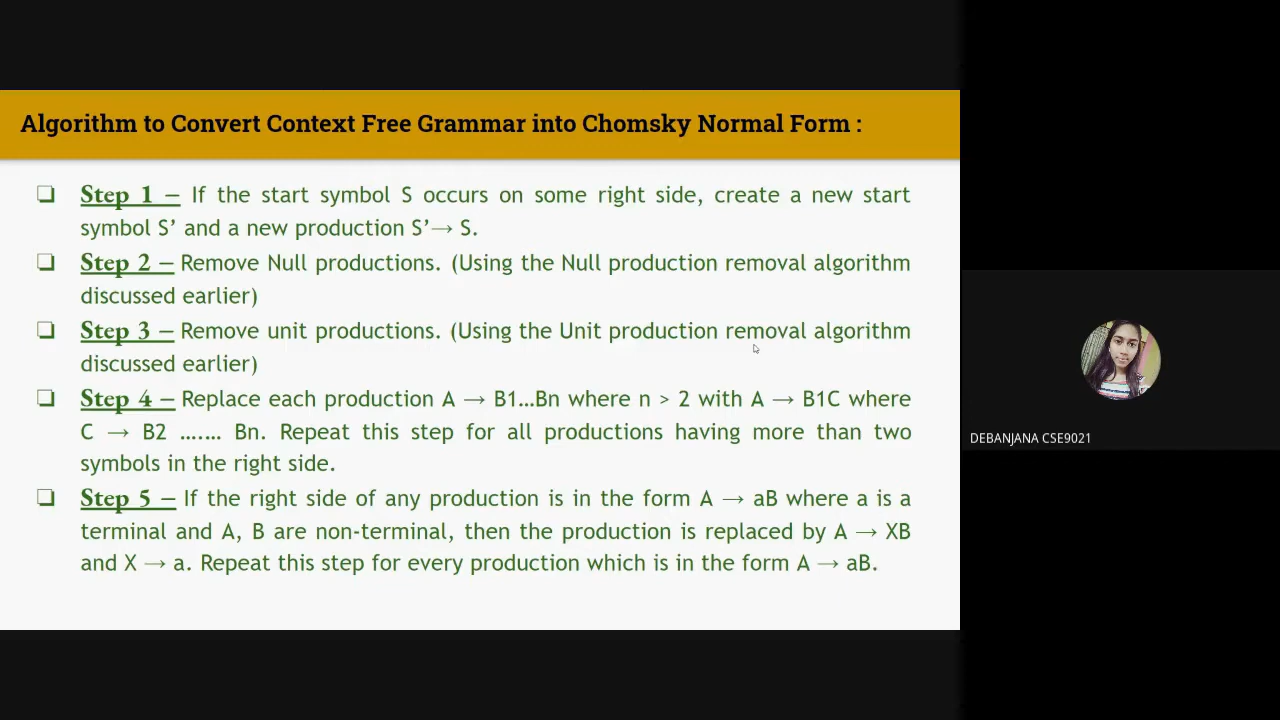 Algorithm to Convert Context Free Grammar into Chomsky Normal Form :
❑ Step 1 – If the start symbol S occurs on some right side, create a new start
symbol S’ and a new production S’→ S.
❑ Step 2 – Remove Null productions. (Using the Null production removal algorithm
discussed earlier)
❑ Step 3 – Remove unit productions. (Using the Unit production removal algorithm
discussed earlier)
❑ Step 4 – Replace each production A → B1…Bn where n > 2 with A → B1C where
C → B2 ….… Bn. Repeat this step for all productions having more than two
symbols in the right side.
❑ Step 5 – If the right side of any production is in the form A → aB where a is a
terminal and A, B are non-terminal, then the production is replaced by A → XB
and X → a. Repeat this step for every production which is in the form A → aB.
DEBANJANA CSE9021